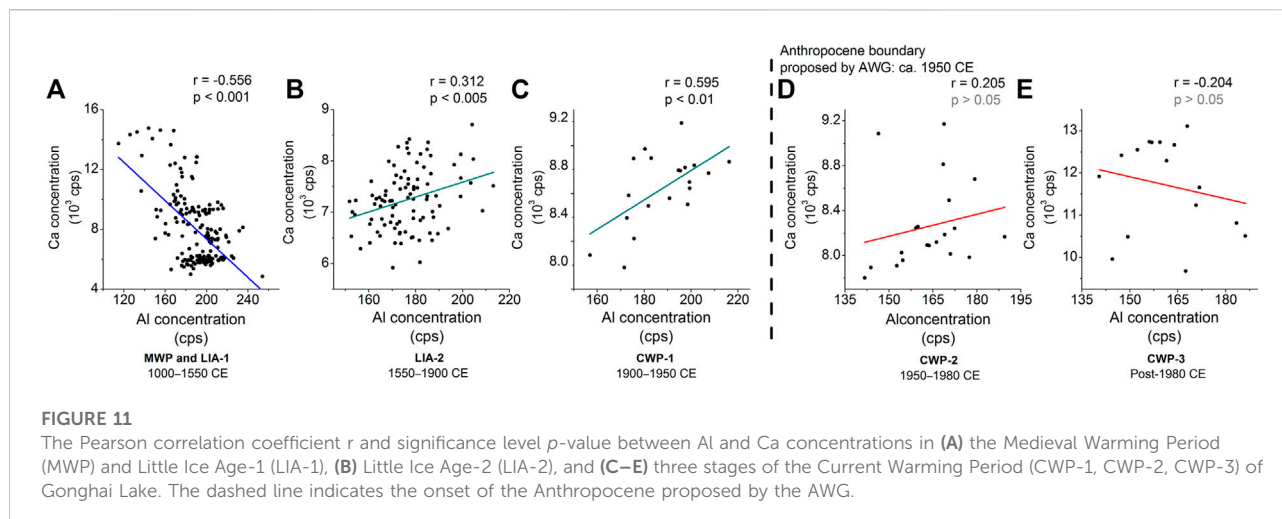 Anthropocene boundary
proposed by AWG: ca. 1950 CE
A
r = -0.556
p < 0.001
16
12
8
4
Ca concentration
(10³ cps)
120 160 200 240
Al concentration
(cps)
MWP and LIA-1
1000–1550 CE
B
r = 0.312
p < 0.005
9
8
7
6
Ca concentration
(10³ cps)
160 180 200 220
Al concentration
(cps)
LIA-2
1550–1900 CE
C
r = 0.595
p < 0.01
9.2
8.8
8.4
8.0
Ca concentration
(10³ cps)
160 180 200 220
Al concentration
(cps)
CWP-1
1900–1950 CE
D
r = 0.205
p > 0.05
9.2
8.8
8.4
8.0
Ca concentration
(10³ cps)
135 155 175 195
Alconcentration
(cps)
CWP-2
1950–1980 CE
E
r = -0.204
p > 0.05
13
12
11
10
Ca concentration
(10³ cps)
135 150 165 180
Al concentration
(cps)
CWP-3
Post-1980 CE
FIGURE 11
The Pearson correlation coefficient r and significance level p-value between Al and Ca concentrations in (A) the Medieval Warming Period
(MWP) and Little Ice Age-1 (LIA-1), (B) Little Ice Age-2 (LIA-2), and (C–E) three stages of the Current Warming Period (CWP-1, CWP-2, CWP-3) of
Gonghai Lake. The dashed line indicates the onset of the Anthropocene proposed by the AWG.